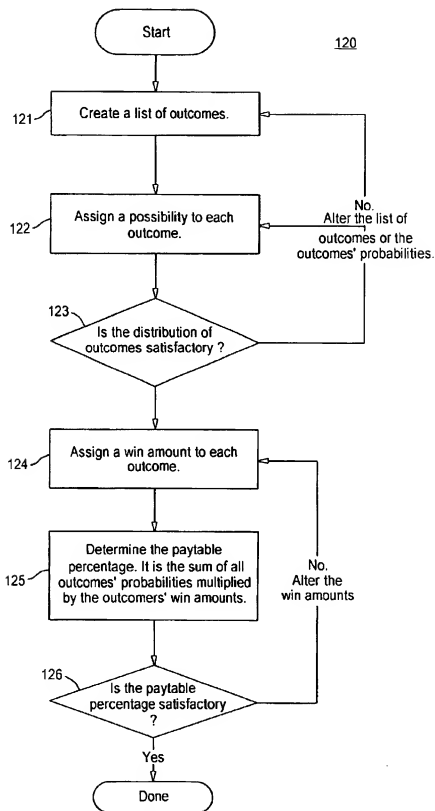 Start
120
121
Create a list of outcomes.
122
Assign a possibility to each
outcome.
No.
Alter the list of
outcomes or the
outcomes' probabilities.
123
Is the distribution of
outcomes satisfactory ?
124
Assign a win amount to each
outcome.
125
Determine the paytable
percentage. It is the sum of all
outcomes' probabilities multiplied
by the outcomers' win amounts.
No.
Alter the
win amounts
126
Is the paytable
percentage satisfactory
?
Yes
Done